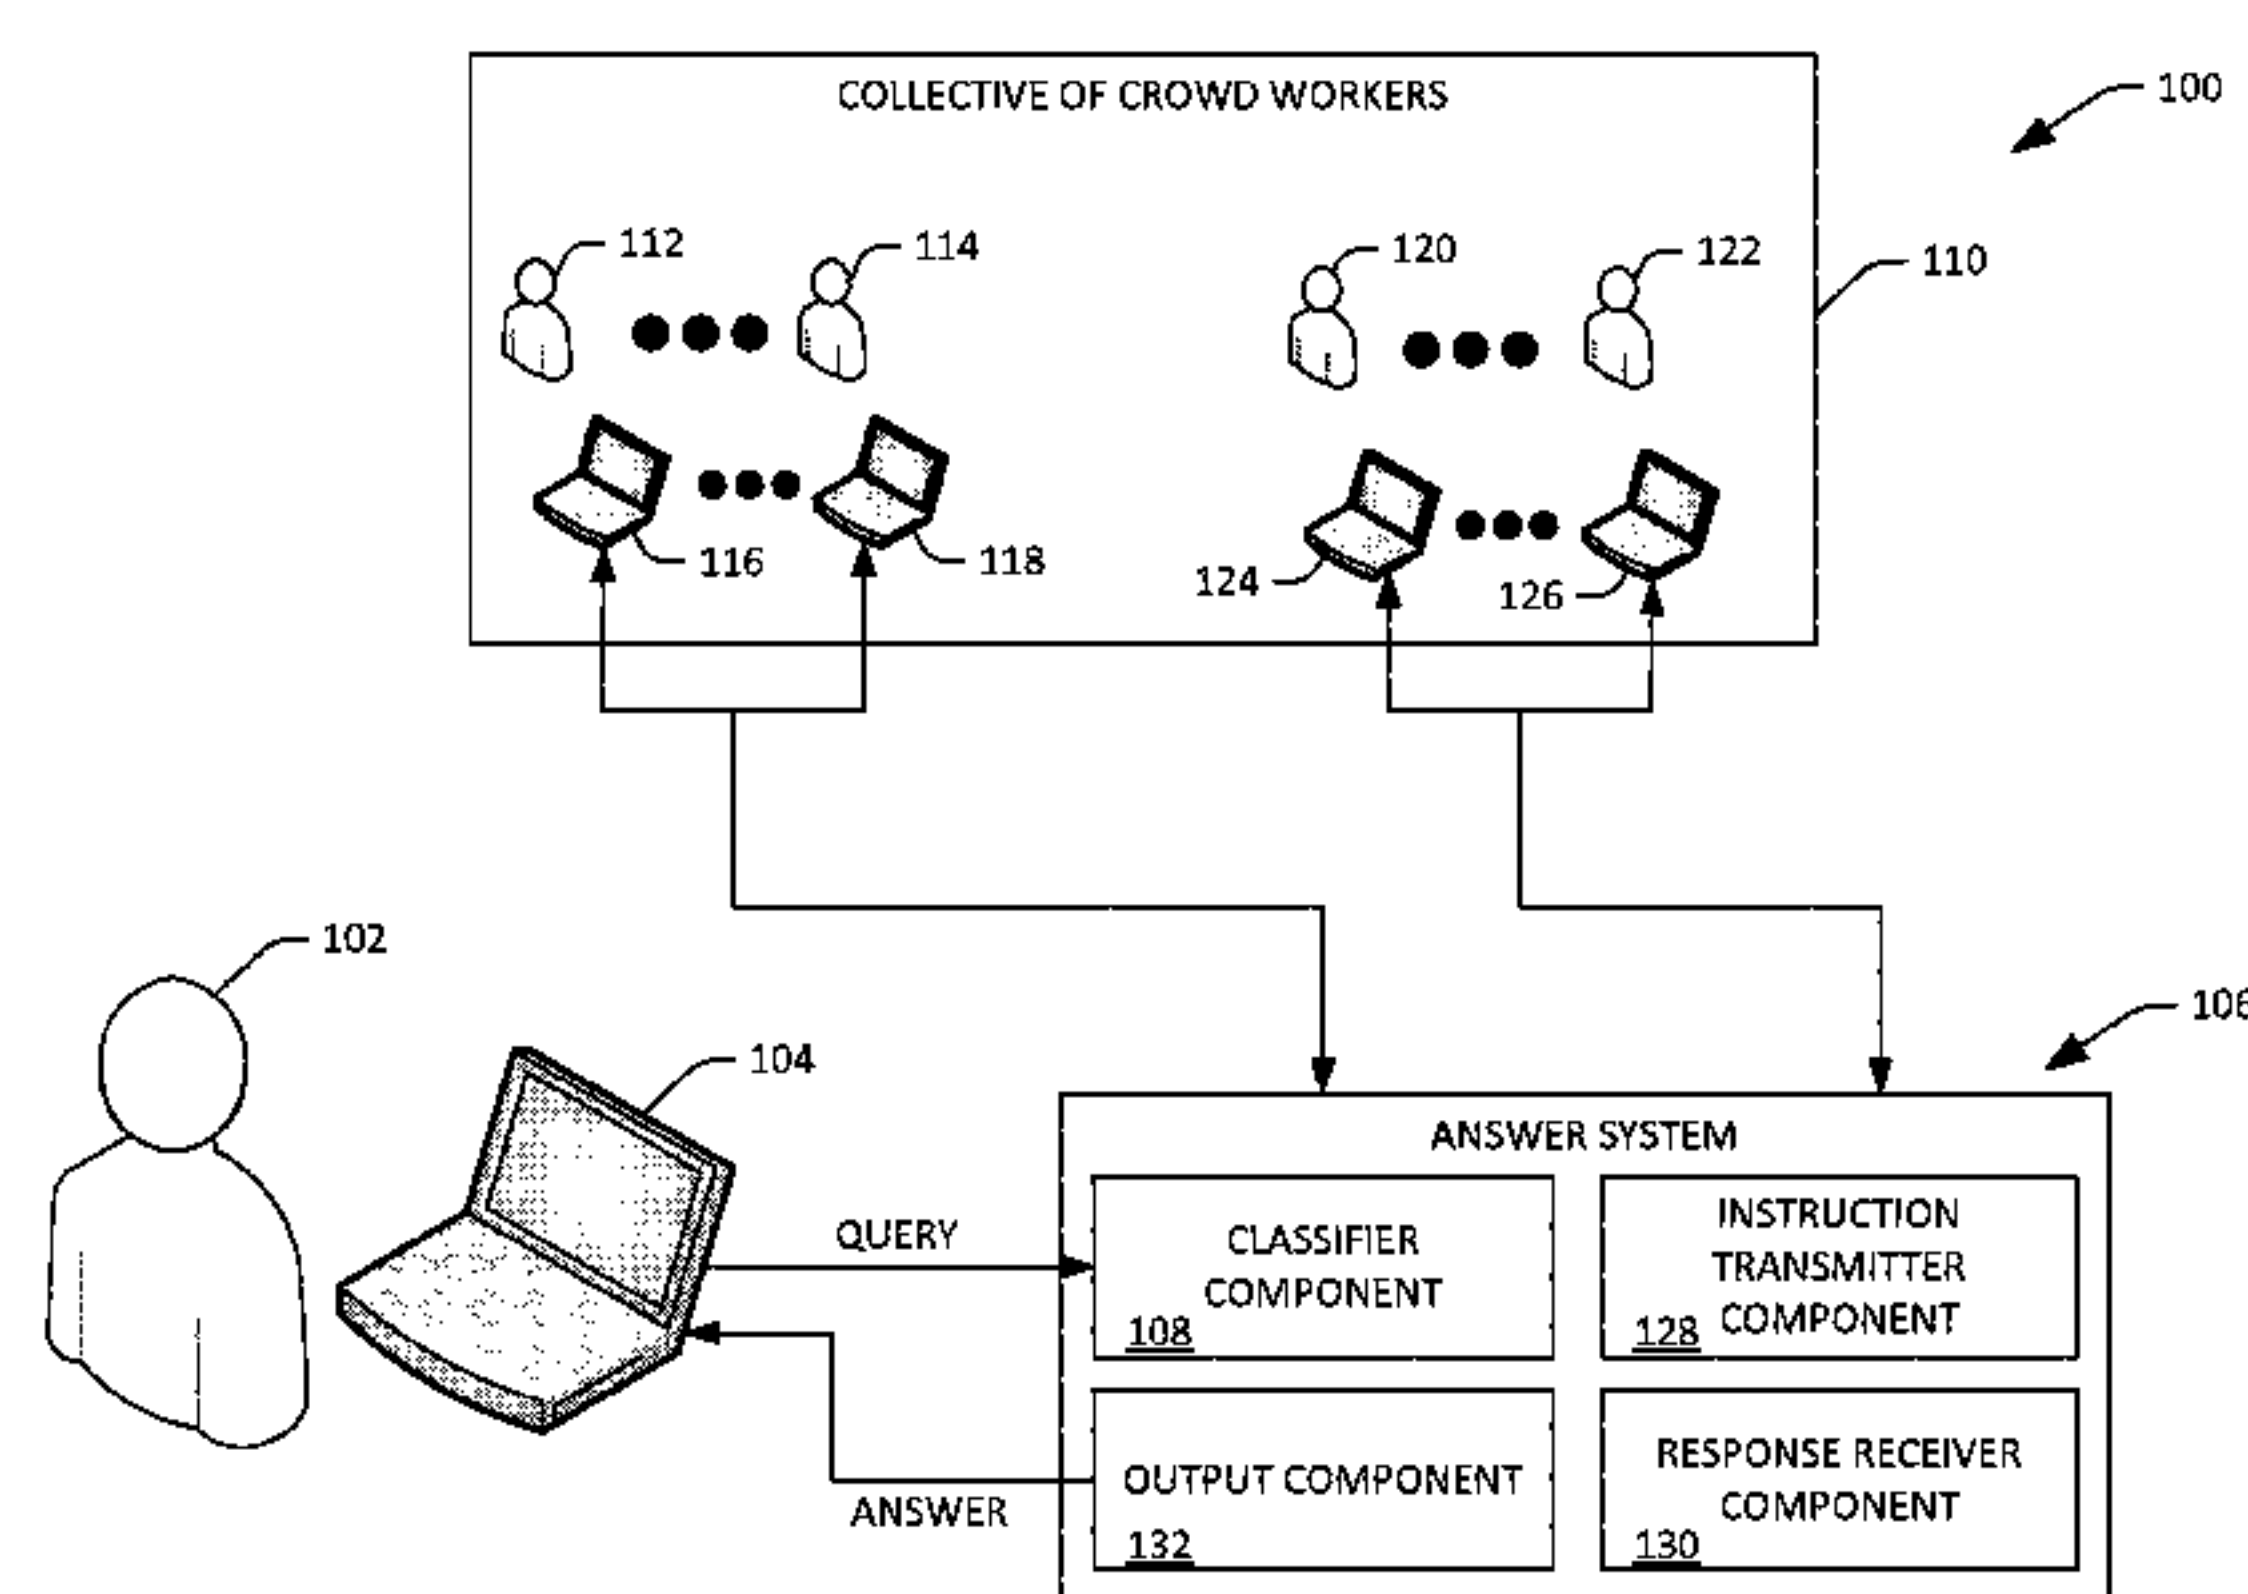 COLLECTIVE OF CROWD WORKERS
100
112
114
120
122
110
116
118
124
126
102
104
106
ANSWER SYSTEM
QUERY
CLASSIFIER
COMPONENT
108
INSTRUCTION
TRANSMITTER
COMPONENT
128
ANSWER
OUTPUT COMPONENT
132
RESPONSE RECEIVER
COMPONENT
130